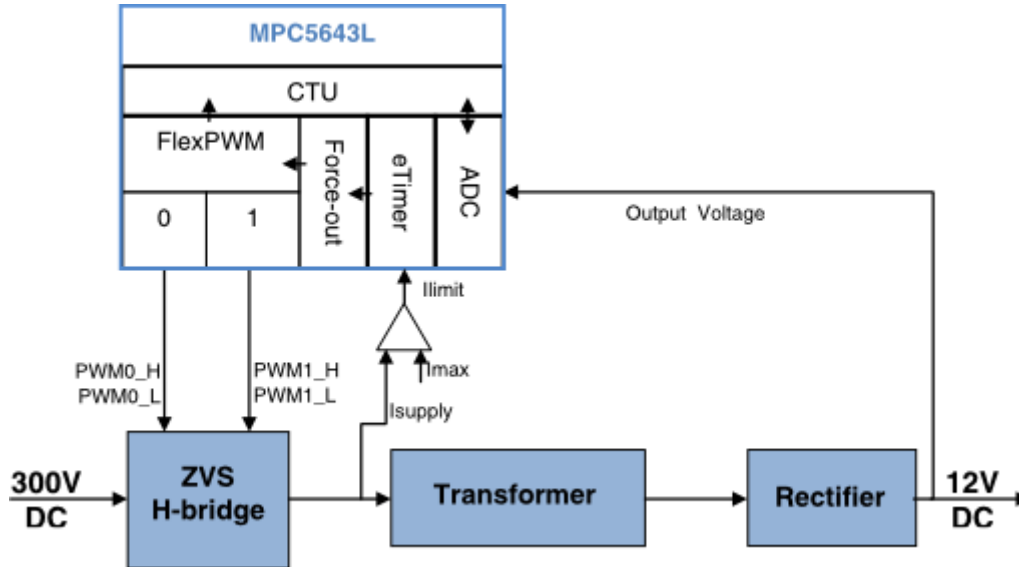 MPC5643L
CTU
FlexPWM
Force-out
eTimer
ADC
0
1
Output Voltage
Ilimit
PWM0_H
PWM0_L
PWM1_H
PWM1_L
Imax
Isupply
300V
DC
ZVS
H-bridge
Transformer
Rectifier
12V
DC